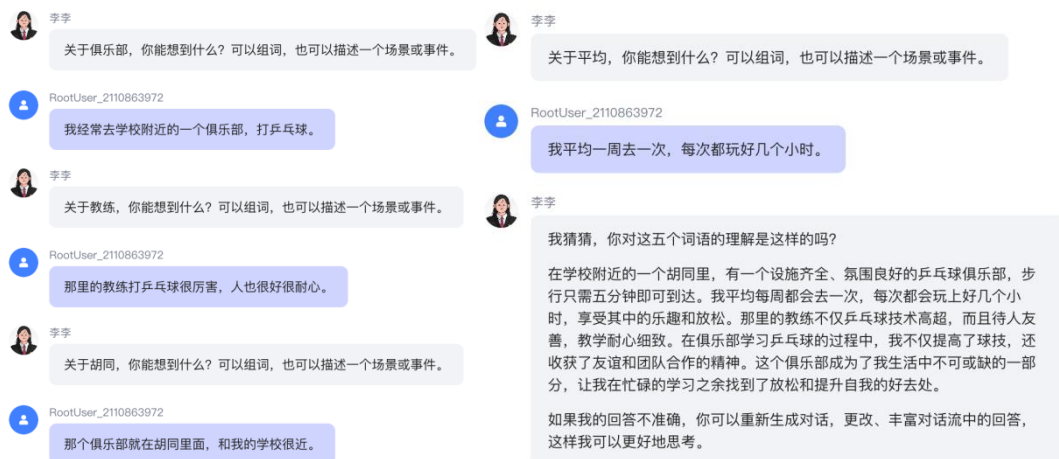 李李
关于俱乐部，你能想到什么？可以组词，也可以描述一个场景或事件。
RootUser_2110863972
我经常去学校附近的一个俱乐部，打乒乓球。
李李
关于教练，你能想到什么？可以组词，也可以描述一个场景或事件。
RootUser_2110863972
那里的教练打乒乓球很厉害，人也很好很耐心。
李李
关于胡同，你能想到什么？可以组词，也可以描述一个场景或事件。
RootUser_2110863972
那个俱乐部就在胡同里面，和我的学校很近。
李李
关于平均，你能想到什么？可以组词，也可以描述一个场景或事件。
RootUser_2110863972
我平均一周去一次，每次都玩好几个小时。
李李
我猜猜，你对这五个词语的理解是这样的吗？
在学校附近的一个胡同里，有一个设施齐全、氛围良好的乒乓球俱乐部，步
行只需五分钟即可到达。我平均每周都会去一次，每次都会玩上好几个小
时，享受其中的乐趣和放松。那里的教练不仅乒乓球技术高超，而且待人友
善，教学耐心细致。在俱乐部学习乒乓球的过程中，我不仅提高了球技，还
收获了友谊和团队合作的精神。这个俱乐部成为了我生活中不可或缺的一部
分，让我在忙碌的学习之余找到了放松和提升自我的好去处。
如果我的回答不准确，你可以重新生成对话，更改、丰富对话流中的回答，
这样我可以更好地思考。